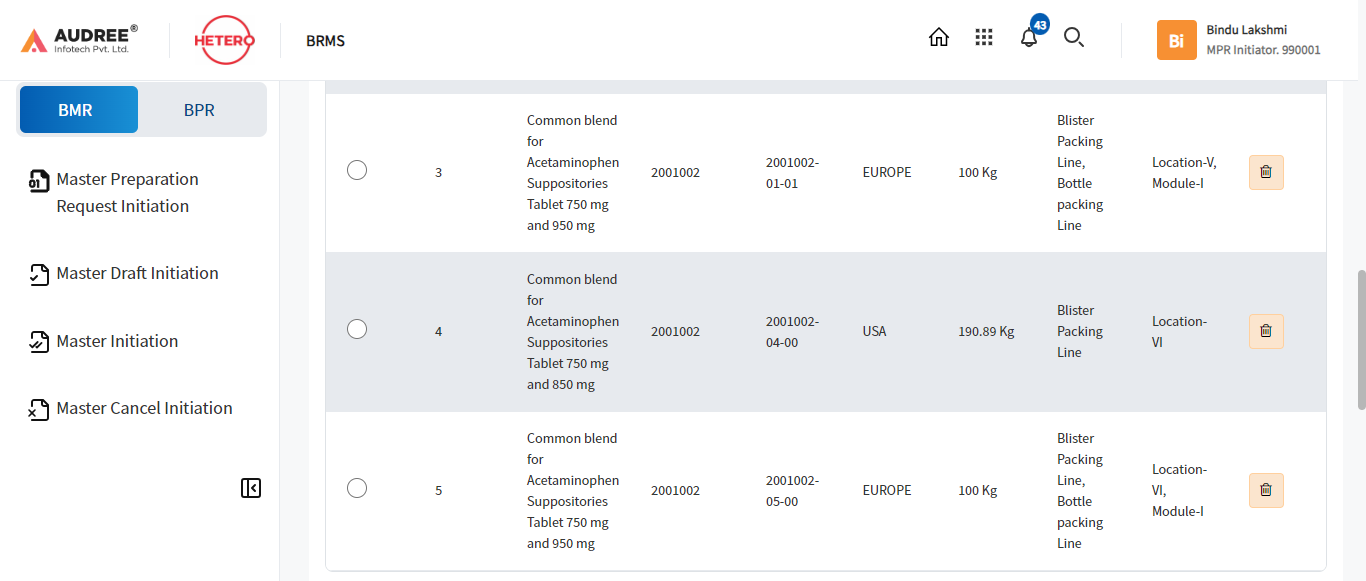 AUDREE®
Infotech Pvt. Ltd.
HETERO
BRMS
43
Bi
Bindu Lakshmi
MPR Initiator. 990001
BMR
BPR
Master Preparation
Request Initiation
Master Draft Initiation
Master Initiation
Master Cancel Initiation
3
Common blend
for
Acetaminophen
Suppositories
Tablet 750 mg
and 950 mg
2001002
2001002-
01-01
EUROPE
100 Kg
Blister
Packing
Line,
Bottle
packing
Line
Location-V,
Module-I
4
Common blend
for
Acetaminophen
Suppositories
Tablet 750 mg
and 850 mg
2001002
2001002-
04-00
USA
190.89 Kg
Blister
Packing
Line
Location-
VI
5
Common blend
for
Acetaminophen
Suppositories
Tablet 750 mg
and 950 mg
2001002
2001002-
05-00
EUROPE
100 Kg
Blister
Packing
Line,
Bottle
packing
Line
Location-
VI,
Module-I